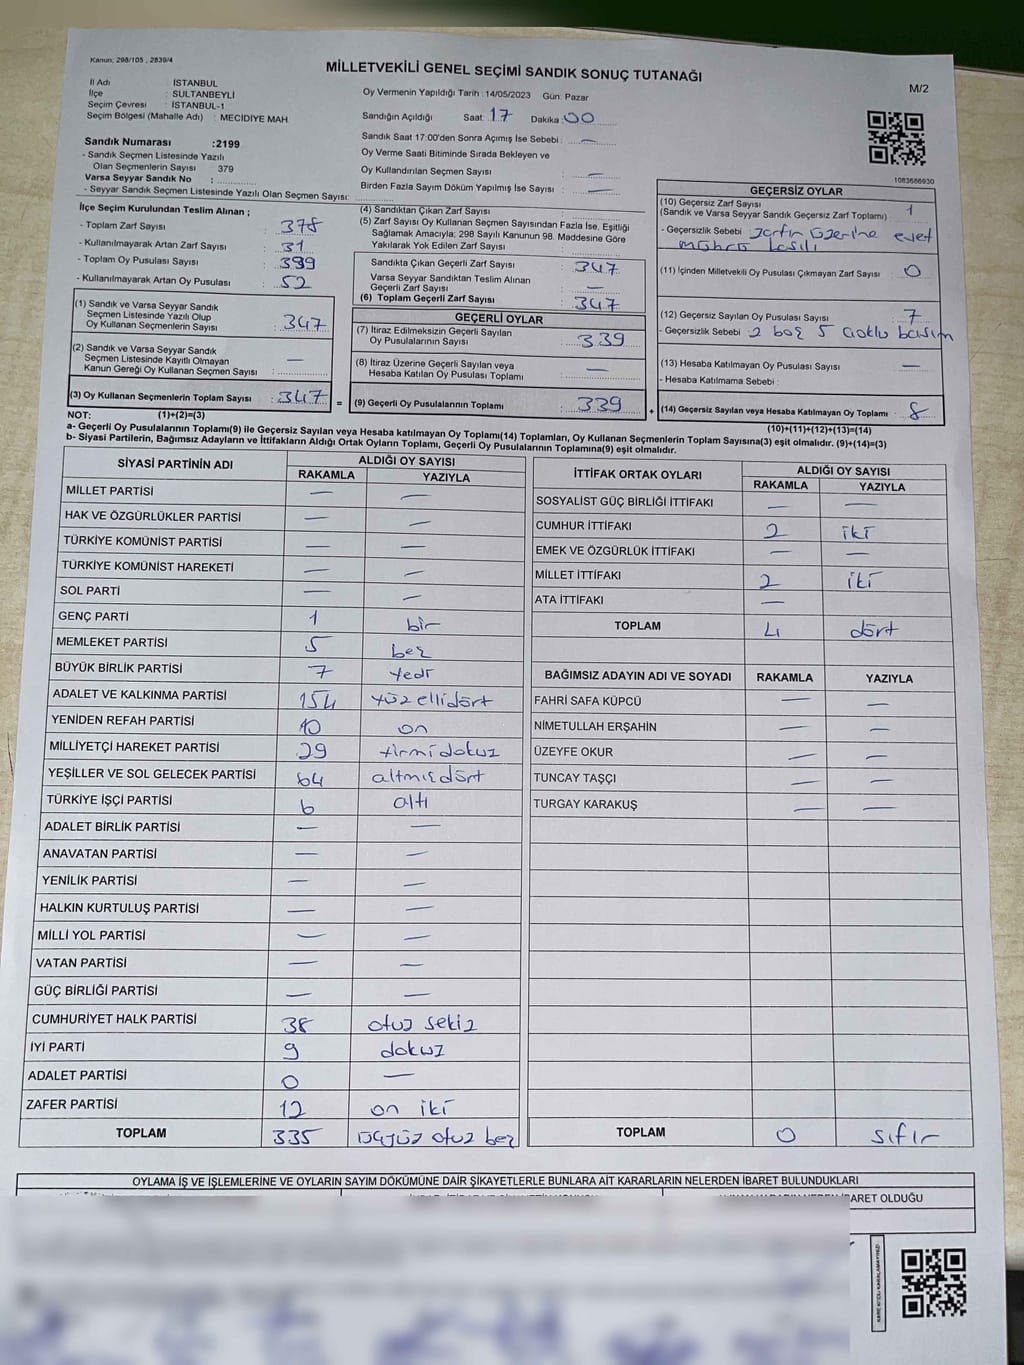 Kanun; 298/105 , 2839/4
MİLLETVEKİLİ GENEL SEÇİMİ SANDIK SONUÇ TUTANAĞI
M/2
İl Adı : İSTANBUL
İlçe : SULTANBEYLİ
Seçim Çevresi : İSTANBUL-1
Seçim Bölgesi (Mahalle Adı) : MECİDİYE MAH.
Oy Vermenin Yapıldığı Tarih :14/05/2023 Gün: Pazar
Sandığın Açıldığı Saat: 17 Dakika: 00
Sandık Saat 17:00'den Sonra Açımış İse Sebebi : —
Oy Verme Saati Bitiminde Sırada Bekleyen ve
Oy Kullandırılan Seçmen Sayısı : —
Birden Fazla Sayım Döküm Yapılmış İse Sayısı : —
Sandık Numarası :2199
- Sandık Seçmen Listesinde Yazılı
Olan Seçmenlerin Sayısı 379
Varsa Seyyar Sandık No :
- Seyyar Sandık Seçmen Listesinde Yazılı Olan Seçmen Sayısı:
1083686930
İlçe Seçim Kurulundan Teslim Alınan ;
- Toplam Zarf Sayısı : 378
- Kullanılmayarak Artan Zarf Sayısı : 31
- Toplam Oy Pusulası Sayısı : 399
- Kullanılmayarak Artan Oy Pusulası : 52
(1) Sandık ve Varsa Seyyar Sandık
Seçmen Listesinde Yazılı Olup
Oy Kullanan Seçmenlerin Sayısı : 347
(2) Sandık ve Varsa Seyyar Sandık
Seçmen Listesinde Kayıtlı Olmayan
Kanun Gereği Oy Kullanan Seçmen Sayısı : —
(3) Oy Kullanan Seçmenlerin Toplam Sayısı : 347 =
(4) Sandıktan Çıkan Zarf Sayısı :
(5) Zarf Sayısı Oy Kullanan Seçmen Sayısından Fazla İse, Eşitliği
Sağlamak Amacıyla; 298 Sayılı Kanunun 98. Maddesine Göre
Yakılarak Yok Edilen Zarf Sayısı :
Sandıkta Çıkan Geçerli Zarf Sayısı : 347
Varsa Seyyar Sandıktan Teslim Alınan
Geçerli Zarf Sayısı : —
(6) Toplam Geçerli Zarf Sayısı : 347
GEÇERLİ OYLAR
(7) İtiraz Edilmeksizin Geçerli Sayılan
Oy Pusulalarının Sayısı : 339
(8) İtiraz Üzerine Geçerli Sayılan veya
Hesaba Katılan Oy Pusulası Toplamı : —
(9) Geçerli Oy Pusulalarının Toplamı : 339 +
GEÇERSİZ OYLAR
(10) Geçersiz Zarf Sayısı
(Sandık ve Varsa Seyyar Sandık Geçersiz Zarf Toplamı) : 1
- Geçersizlik Sebebi : zarfın üzerine evet
mührü basılı
(11) İçinden Milletvekili Oy Pusulası Çıkmayan Zarf Sayısı : 0
(12) Geçersiz Sayılan Oy Pusulası Sayısı : 7
- Geçersizlik Sebebi : 2 boş 5 çoklu basım
(13) Hesaba Katılmayan Oy Pusulası Sayısı : —
- Hesaba Katılmama Sebebi :
(14) Geçersiz Sayılan veya Hesaba Katılmayan Oy Toplamı : 8
NOT: (1)+(2)=(3) (10)+(11)+(12)+(13)=(14)
a- Geçerli Oy Pusulalarının Toplamı(9) ile Geçersiz Sayılan veya Hesaba katılmayan Oy Toplamı(14) Toplamları, Oy Kullanan Seçmenlerin Toplam Sayısına(3) eşit olmalıdır. (9)+(14)=(3)
b- Siyasi Partilerin, Bağımsız Adayların ve İttifakların Aldığı Ortak Oyların Toplamı, Geçerli Oy Pusulalarının Toplamına(9) eşit olmalıdır.
SİYASİ PARTİNİN ADI ALDIĞI OY SAYISI
RAKAMLA YAZIYLA
MİLLET PARTİSİ — —
HAK VE ÖZGÜRLÜKLER PARTİSİ — —
TÜRKİYE KOMÜNİST PARTİSİ — —
TÜRKİYE KOMÜNİST HAREKETİ — —
SOL PARTİ — —
GENÇ PARTİ 1 bir
MEMLEKET PARTİSİ 5 beş
BÜYÜK BİRLİK PARTİSİ 7 yedi
ADALET VE KALKINMA PARTİSİ 154 yüz ellidört
YENİDEN REFAH PARTİSİ 10 on
MİLLİYETÇİ HAREKET PARTİSİ 29 yirmidokuz
YEŞİLLER VE SOL GELECEK PARTİSİ 64 altmışdört
TÜRKİYE İŞÇİ PARTİSİ 6 altı
ADALET BİRLİK PARTİSİ — —
ANAVATAN PARTİSİ — —
YENİLİK PARTİSİ — —
HALKIN KURTULUŞ PARTİSİ — —
MİLLİ YOL PARTİSİ — —
VATAN PARTİSİ — —
GÜÇ BİRLİĞİ PARTİSİ — —
CUMHURİYET HALK PARTİSİ 38 otuz sekiz
İYİ PARTİ 9 dokuz
ADALET PARTİSİ 0 —
ZAFER PARTİSİ 12 on iki
TOPLAM 335 üçyüz otuz beş
İTTİFAK ORTAK OYLARI ALDIĞI OY SAYISI
RAKAMLA YAZIYLA
SOSYALİST GÜÇ BİRLİĞİ İTTİFAKI — —
CUMHUR İTTİFAKI 2 iki
EMEK VE ÖZGÜRLÜK İTTİFAKI — —
MİLLET İTTİFAKI 2 iki
ATA İTTİFAKI —
TOPLAM 4 dört
BAĞIMSIZ ADAYIN ADI VE SOYADI RAKAMLA YAZIYLA
FAHRİ SAFA KÜPCÜ — —
NİMETULLAH ERŞAHİN — —
ÜZEYFE OKUR — —
TUNCAY TAŞÇI — —
TURGAY KARAKUŞ — —
TOPLAM 0 sıfır
OYLAMA İŞ VE İŞLEMLERİNE VE OYLARIN SAYIM DÖKÜMÜNE DAİR ŞİKAYETLERLE BUNLARA AİT KARARLARIN NELERDEN İBARET BULUNDUKLARI
İBARET OLDUĞU